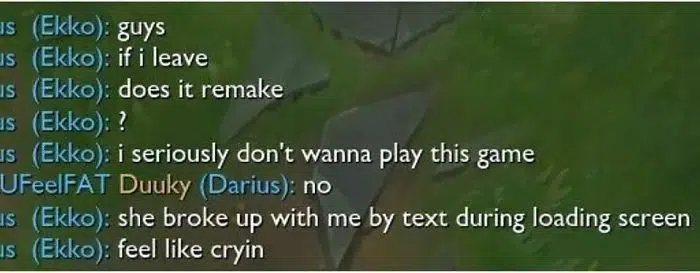 us (Ekko): guys
us (Ekko): if i leave
us (Ekko): does it remake
us (Ekko): ?
us (Ekko): i seriously don't wanna play this game
UFeelFAT Duuky (Darius): no
us (Ekko): she broke up with me by text during loading screen
us (Ekko): feel like cryin